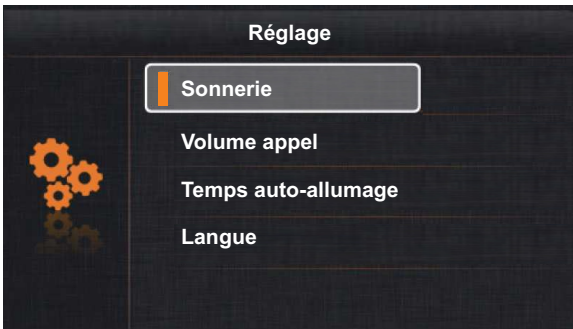 Réglage
Sonnerie
Volume appel
Temps auto-allumage
Langue